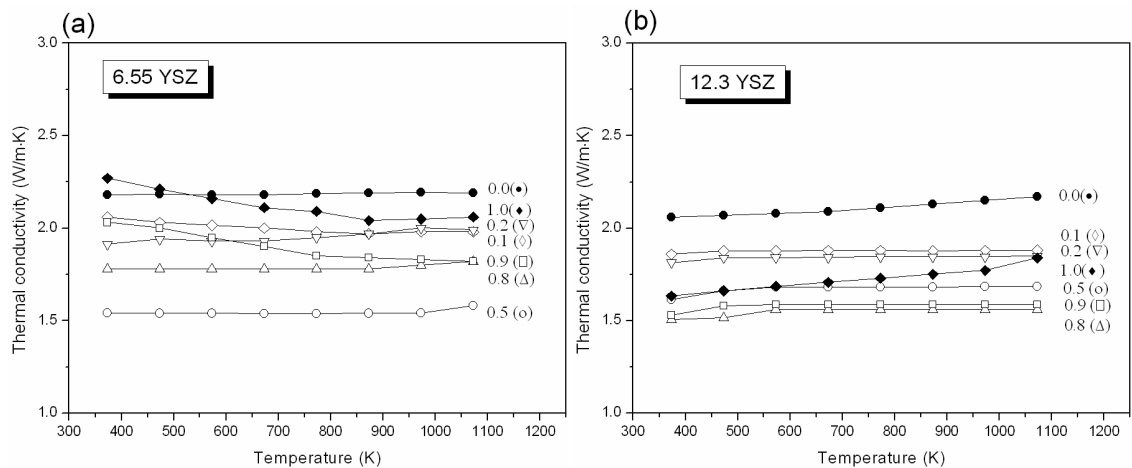 (a)
6.55 YSZ
Thermal conductivity (W/m·K)
3.0
2.5
2.0
1.5
1.0
300 400 500 600 700 800 900 1000 1100 1200
Temperature (K)
0.0(●)
1.0(♦)
0.2 (▽)
0.1 (◊)
0.9 (□)
0.8 (Δ)
0.5 (o)
(b)
12.3 YSZ
Thermal conductivity (W/m·K)
3.0
2.5
2.0
1.5
1.0
300 400 500 600 700 800 900 1000 1100 1200
Temperature (K)
0.0(●)
0.1 (◊)
0.2 (▽)
1.0(♦)
0.5 (o)
0.9 (□)
0.8 (Δ)